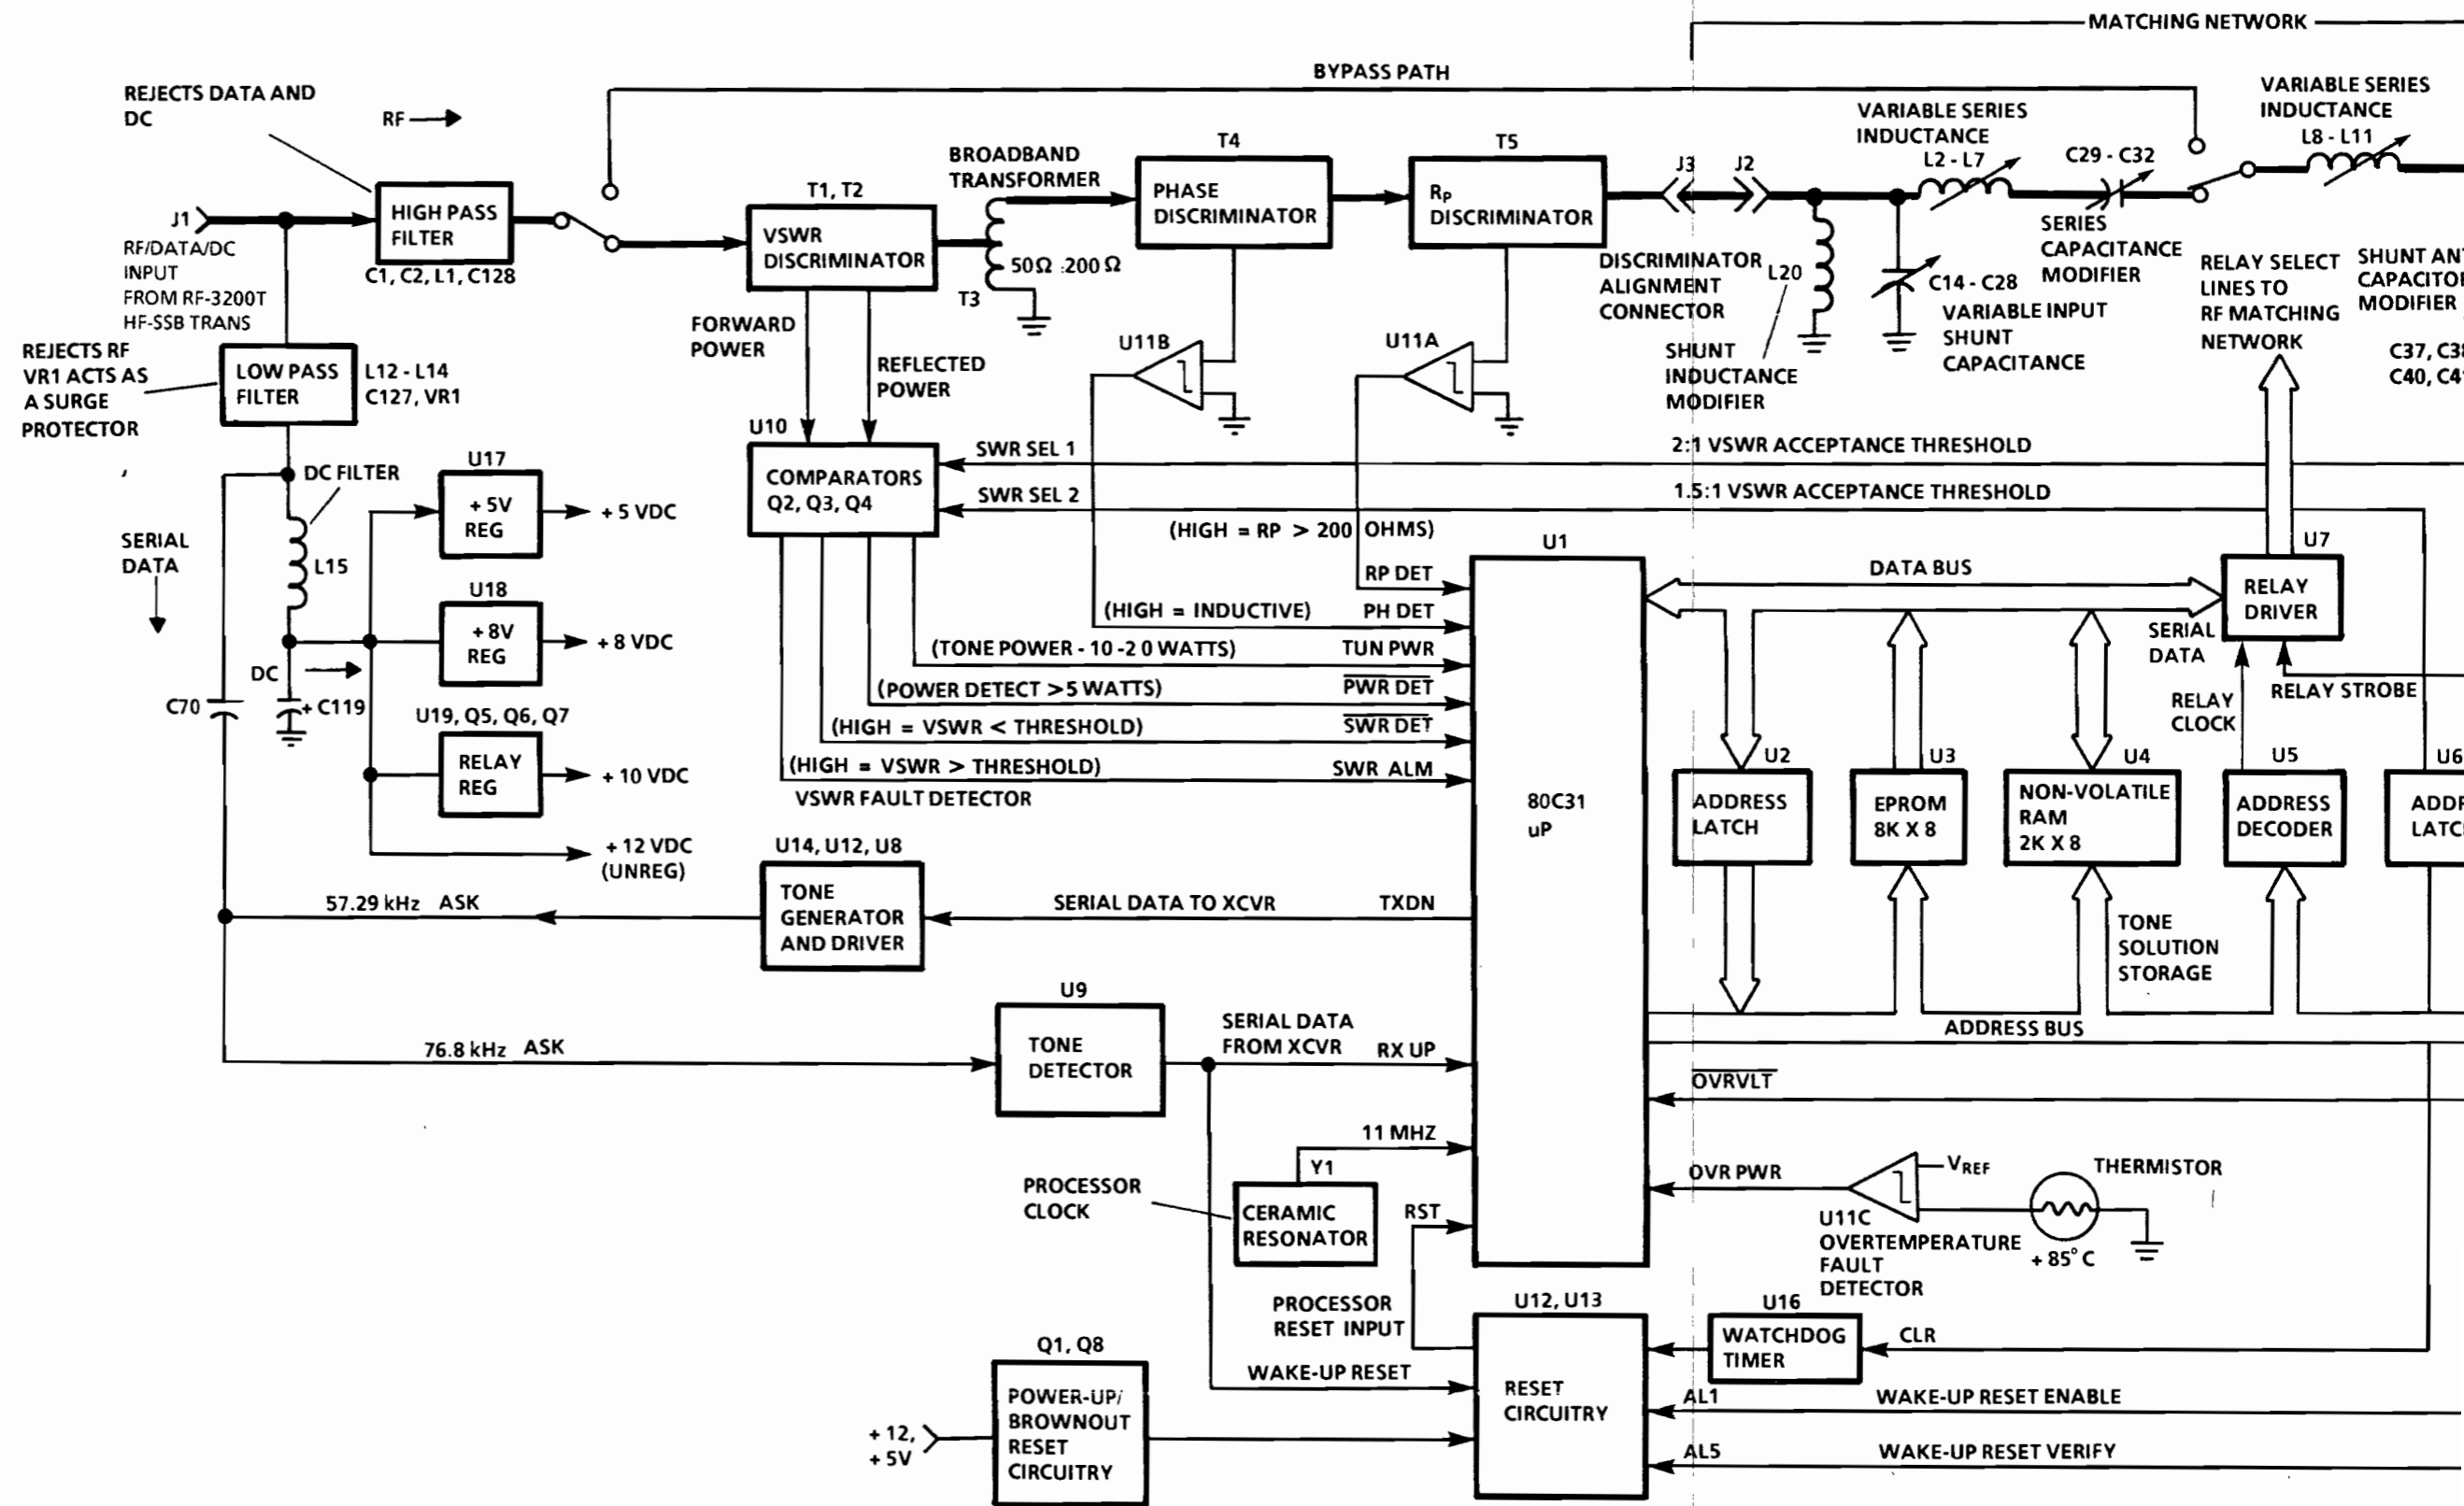 MATCHING NETWORK
BYPASS PATH
REJECTS DATA AND
DC
RF
VARIABLE SERIES
INDUCTANCE
L8 - L11
VARIABLE SERIES
INDUCTANCE
L2 - L7
C29 - C32
BROADBAND
TRANSFORMER
T4
T5
J3
J2
T1, T2
PHASE
DISCRIMINATOR
RP
DISCRIMINATOR
J1
HIGH PASS
FILTER
C1, C2, L1, C128
VSWR
DISCRIMINATOR
50Ω :200 Ω
T3
RF/DATA/DC
INPUT
FROM RF-3200T
HF-SSB TRANS
DISCRIMINATOR
ALIGNMENT
CONNECTOR
L20
C14 - C28
SERIES
CAPACITANCE
MODIFIER
RELAY SELECT
LINES TO
RF MATCHING
NETWORK
SHUNT ANT
CAPACITO
MODIFIER
C37, C38
C40, C41
VARIABLE INPUT
SHUNT
CAPACITANCE
SHUNT
INDUCTANCE
MODIFIER
FORWARD
POWER
REFLECTED
POWER
U11B
U11A
REJECTS RF
VR1 ACTS AS
A SURGE
PROTECTOR
LOW PASS
FILTER
L12 - L14
C127, VR1
U10
COMPARATORS
Q2, Q3, Q4
SWR SEL 1
2:1 VSWR ACCEPTANCE THRESHOLD
SWR SEL 2
1.5:1 VSWR ACCEPTANCE THRESHOLD
DC FILTER
U17
+ 5V
REG
+ 5 VDC
SERIAL
DATA
L15
U18
+8V
REG
+ 8 VDC
DC
C70
+ C119
U19, Q5, Q6, Q7
RELAY
REG
+ 10 VDC
+ 12 VDC
(UNREG)
(HIGH = RP > 200 OHMS)
RP DET
(HIGH = INDUCTIVE)
PH DET
(TONE POWER - 10 -20 WATTS)
TUN PWR
(POWER DETECT >5 WATTS)
PWR DET
(HIGH = VSWR < THRESHOLD)
SWR DET
(HIGH = VSWR > THRESHOLD)
SWR ALM
VSWR FAULT DETECTOR
U1
80C31
uP
DATA BUS
U7
RELAY
DRIVER
SERIAL
DATA
RELAY
CLOCK
RELAY STROBE
U2
ADDRESS
LATCH
U3
EPROM
8K X 8
U4
NON-VOLATILE
RAM
2K X 8
U5
ADDRESS
DECODER
U6
ADDR
LATC
TONE
SOLUTION
STORAGE
ADDRESS BUS
U14, U12, U8
TONE
GENERATOR
AND DRIVER
57.29 kHz ASK
SERIAL DATA TO XCVR
TXDN
U9
TONE
DETECTOR
76.8 kHz ASK
SERIAL DATA
FROM XCVR
RX UP
OVRVLT
11 MHZ
Y1
PROCESSOR
CLOCK
CERAMIC
RESONATOR
RST
OVR PWR
VREF
THERMISTOR
U11C
OVERTEMPERATURE
FAULT
DETECTOR
+ 85° C
PROCESSOR
RESET INPUT
U12, U13
RESET
CIRCUITRY
U16
WATCHDOG
TIMER
CLR
Q1, Q8
POWER-UP/
BROWNOUT
RESET
CIRCUITRY
+ 12,
+ 5V
WAKE-UP RESET
AL1
WAKE-UP RESET ENABLE
AL5
WAKE-UP RESET VERIFY